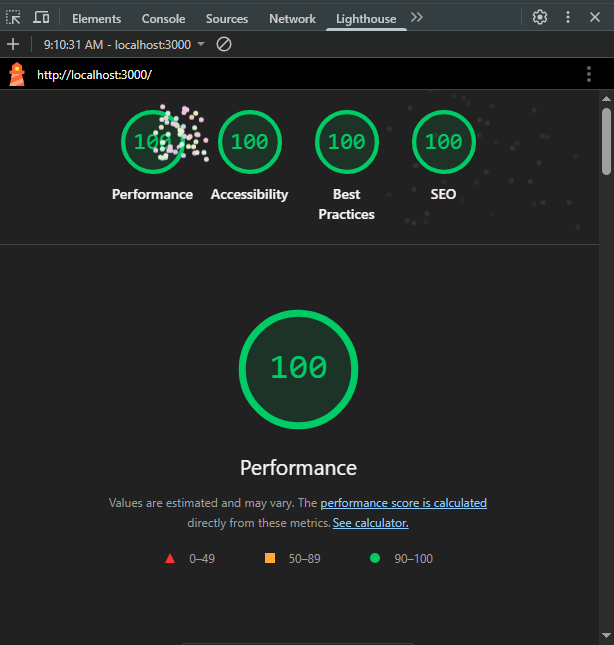 Elements Console Sources Network Lighthouse
9:10:31 AM - localhost:3000
http://localhost:3000/
100 100 100 100
Performance Accessibility Best Practices SEO
100
Performance
Values are estimated and may vary. The performance score is calculated
directly from these metrics. See calculator.
0–49 50–89 90–100